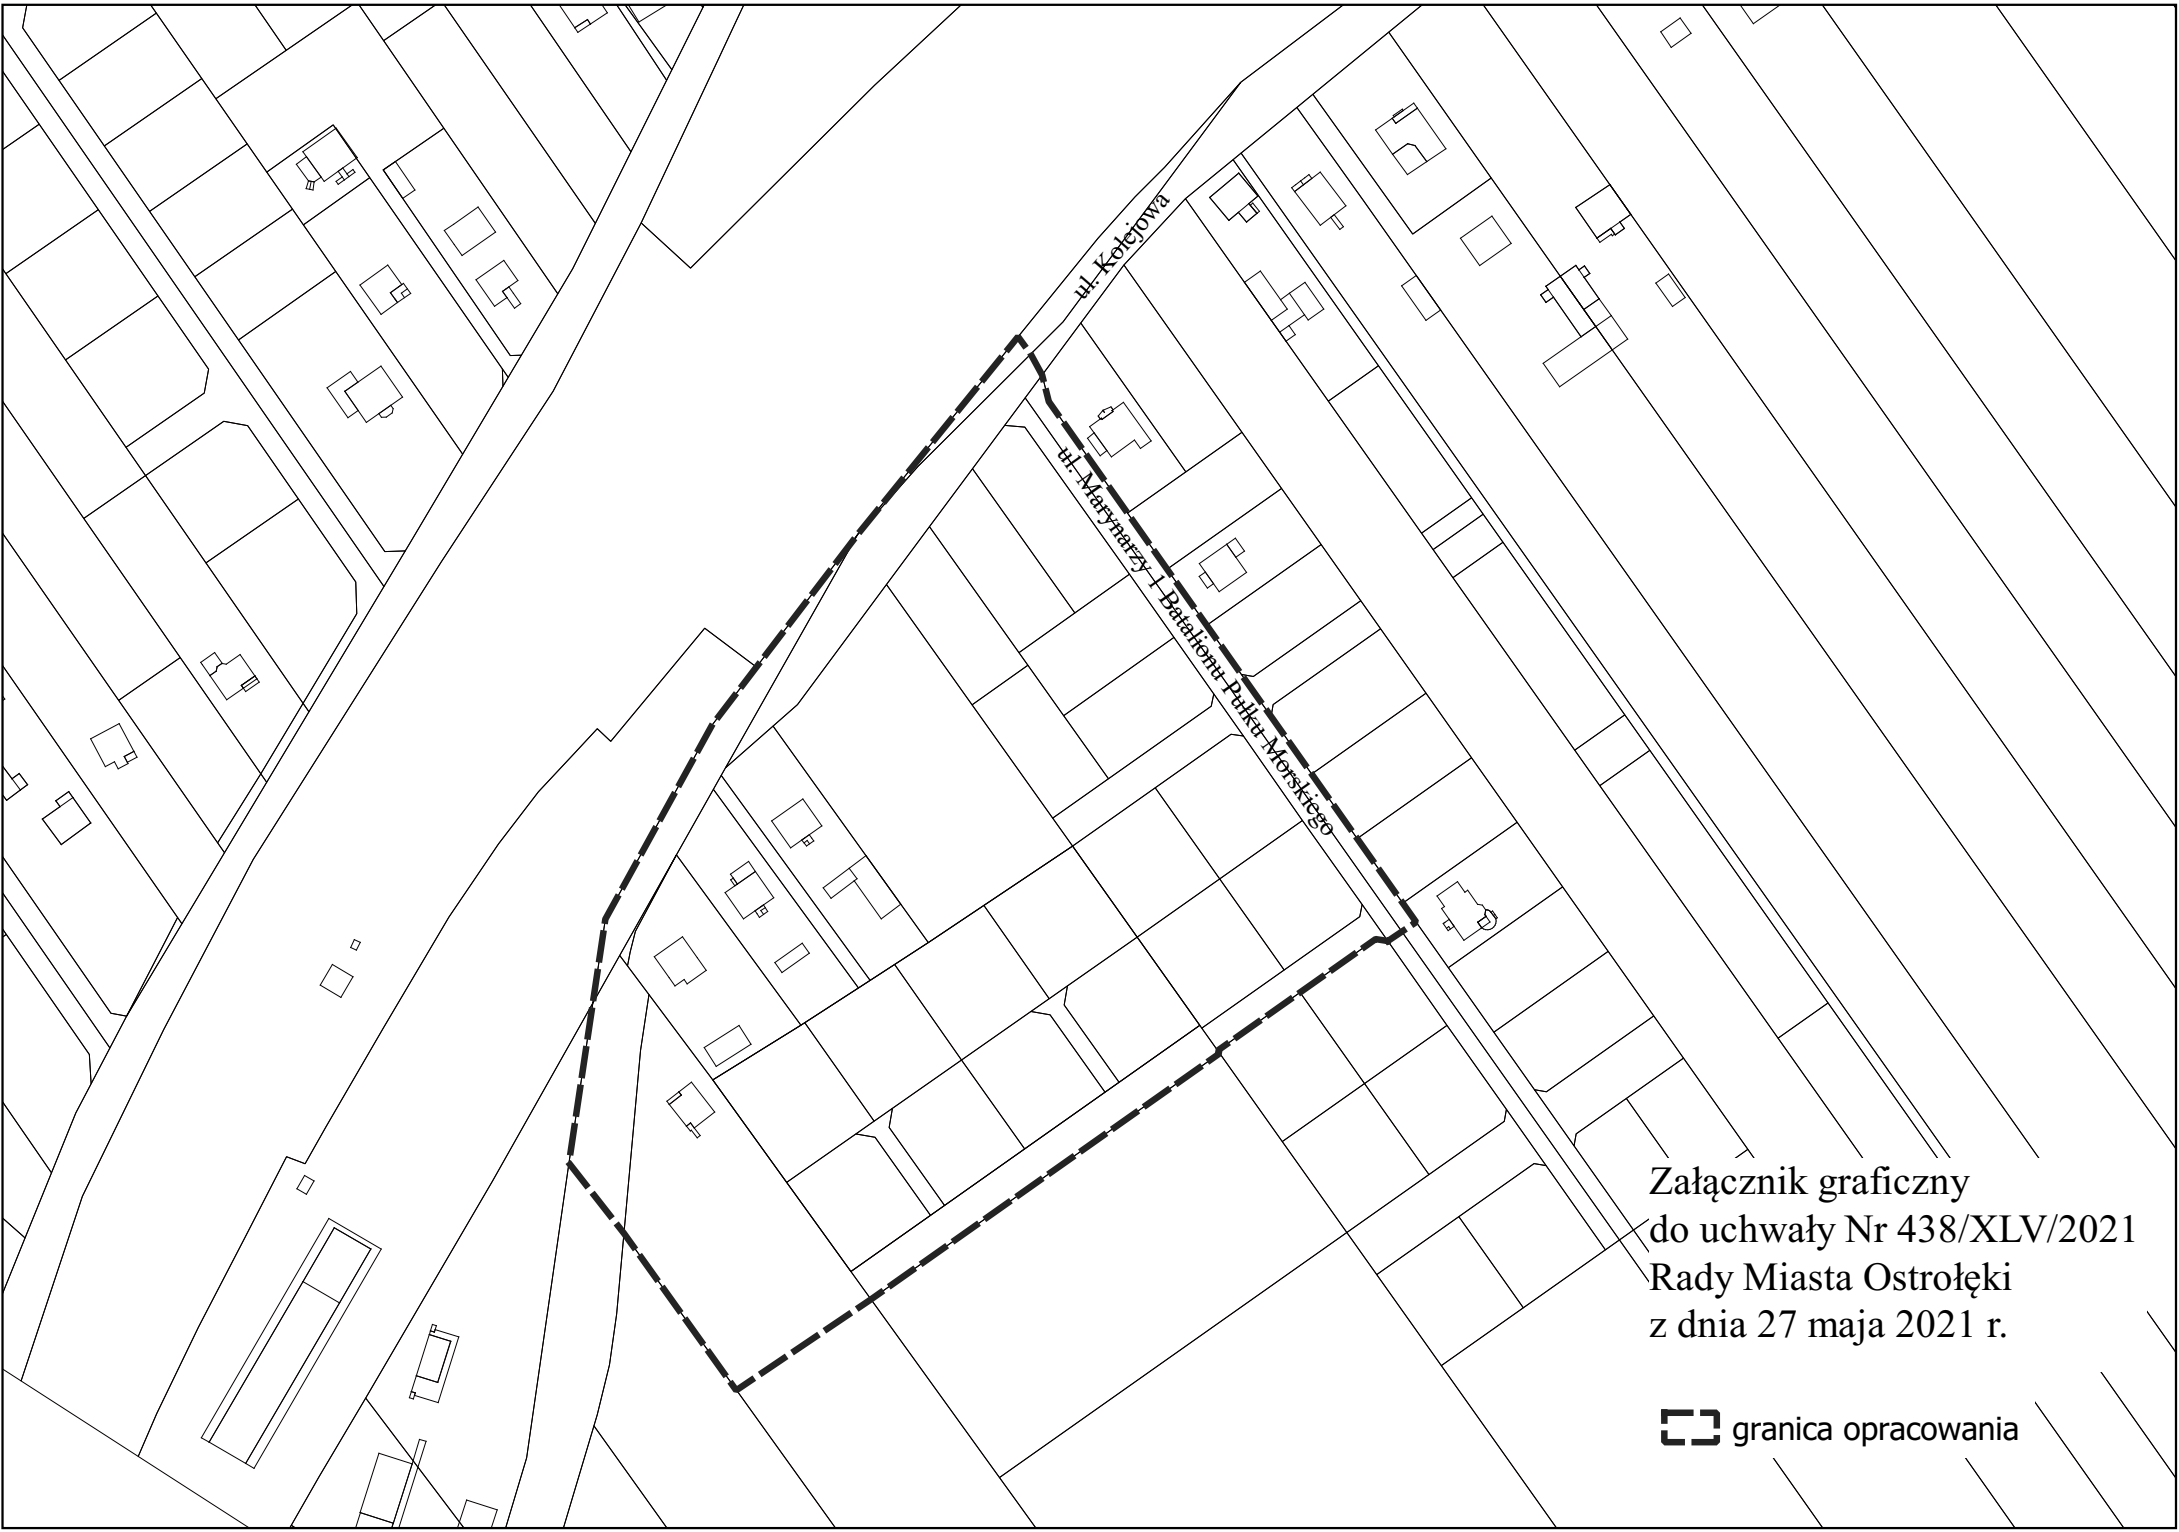 ul. Kolejowa
ul. Marynarzy 1 Batalionu Pułku Morskiego
Załącznik graficzny
do uchwały Nr 438/XLV/2021
Rady Miasta Ostrołęki
z dnia 27 maja 2021 r.
granica opracowania